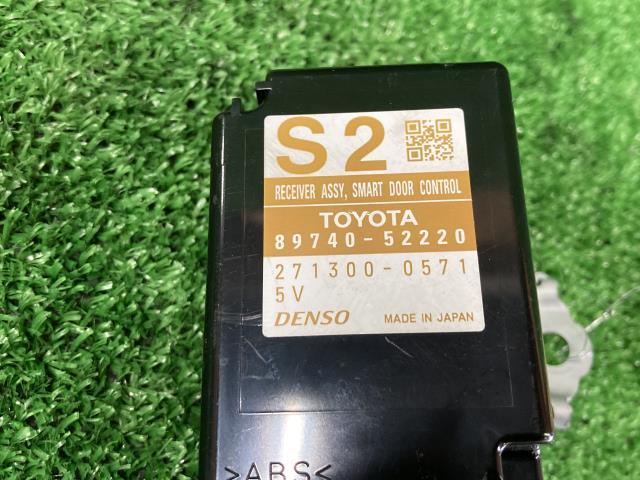 S2
RECEIVER ASSY, SMART DOOR CONTROL
TOYOTA
89740-52220
271300-0571
5V
DENSO MADE IN JAPAN
>ABS<